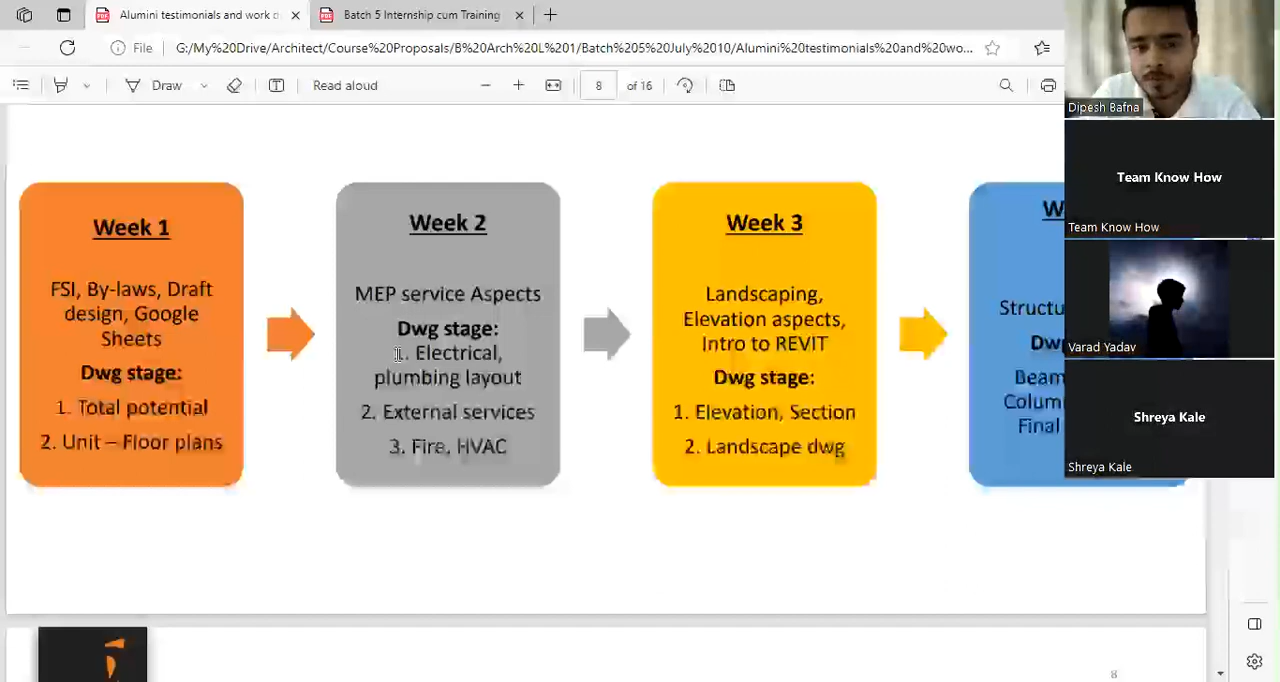 Alumini testimonials and work d
Batch 5 Internship cum Training
File
G:/My%20Drive/Architect/Course%20Proposals/B%20Arch%20L%201/Batch%205%20July%2010/Alumini%20testimonials%20and%20wo...
Draw
Read aloud
8
of 16
Week 1
FSI, By-laws, Draft
design, Google
Sheets
Dwg stage:
1. Total potential
2. Unit – Floor plans
Week 2
MEP service Aspects
Dwg stage:
1. Electrical,
plumbing layout
2. External services
3. Fire, HVAC
Week 3
Landscaping,
Elevation aspects,
Intro to REVIT
Dwg stage:
1. Elevation, Section
2. Landscape dwg
W
Structu
Dw
Beam
Colum
Final
8
Dipesh Bafna
Team Know How
Team Know How
Varad Yadav
Shreya Kale
Shreya Kale